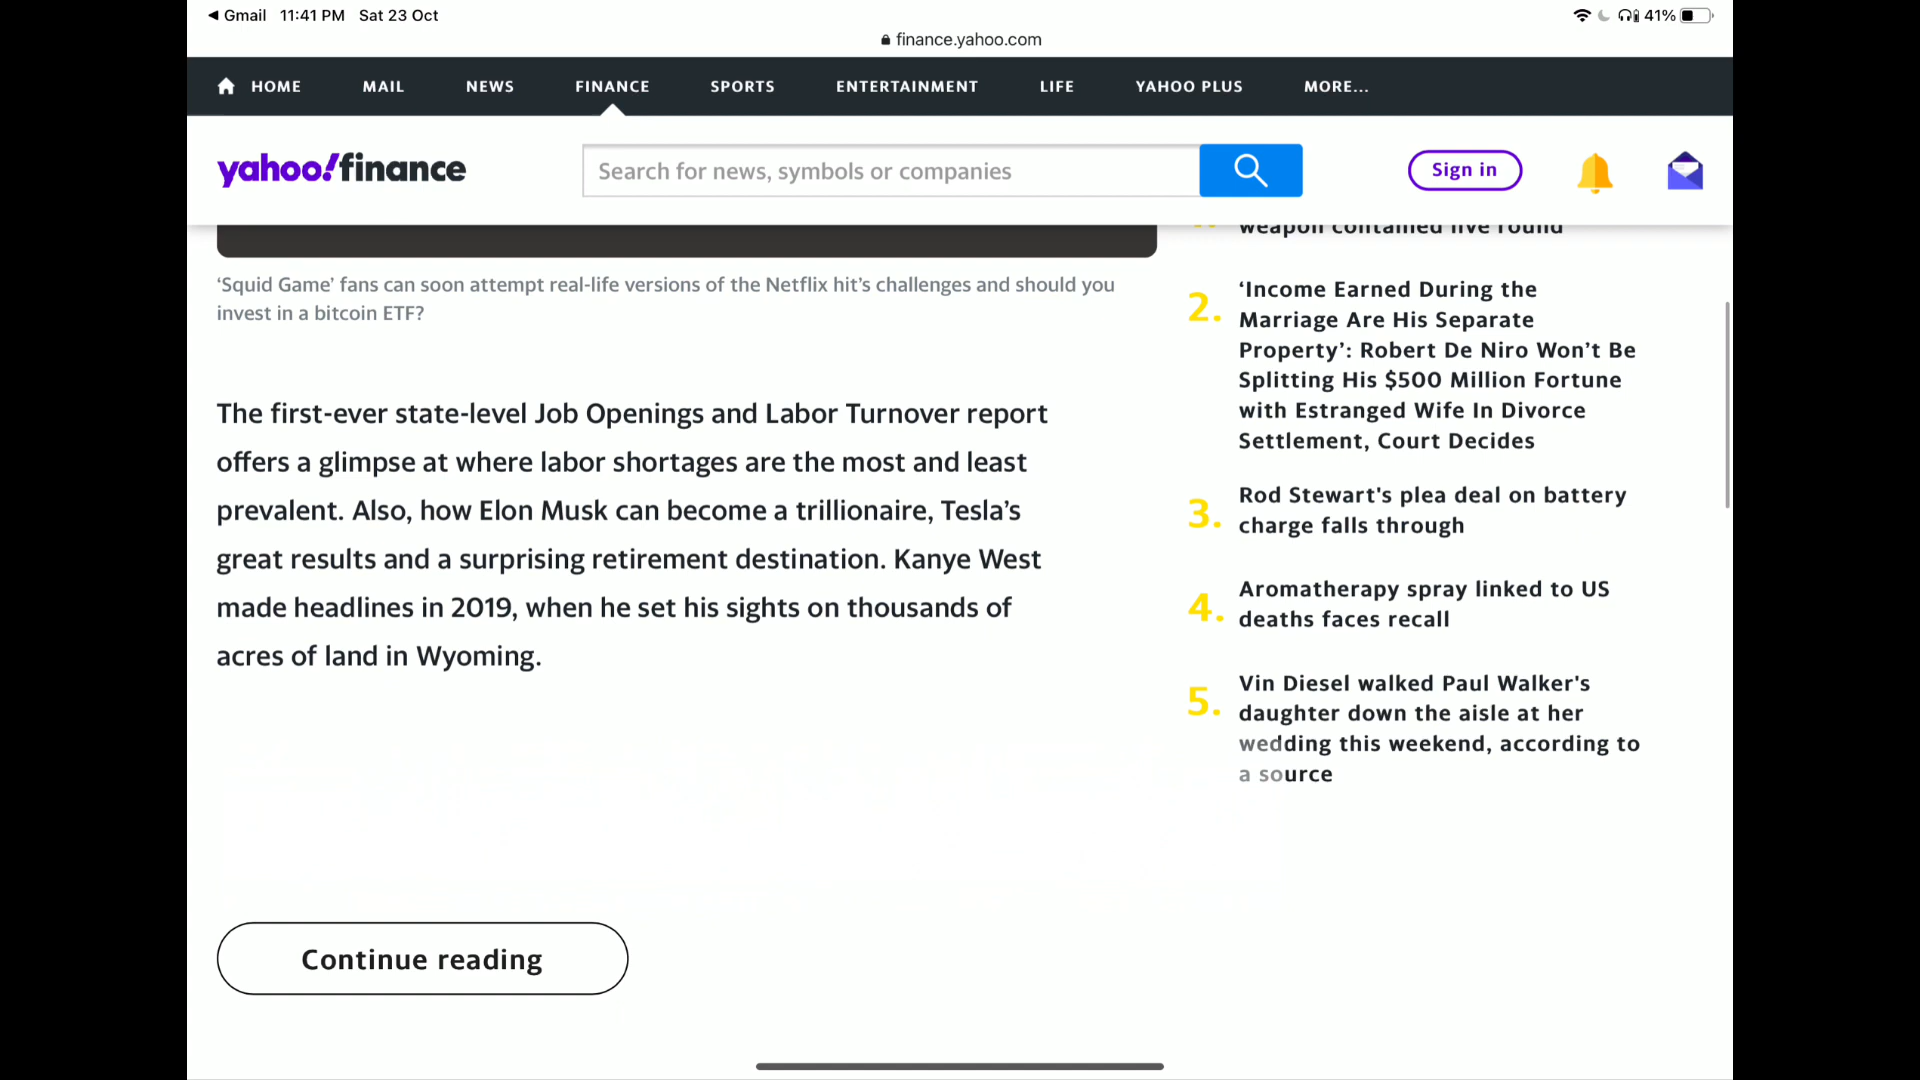 Gmail 11:41 PM Sat 23 Oct 41%
finance.yahoo.com
HOME MAIL NEWS FINANCE SPORTS ENTERTAINMENT LIFE YAHOO PLUS MORE...
yahoo!finance Search for news, symbols or companies Sign in
‘Squid Game’ fans can soon attempt real-life versions of the Netflix hit’s challenges and should you
invest in a bitcoin ETF?
The first-ever state-level Job Openings and Labor Turnover report
offers a glimpse at where labor shortages are the most and least
prevalent. Also, how Elon Musk can become a trillionaire, Tesla’s
great results and a surprising retirement destination. Kanye West
made headlines in 2019, when he set his sights on thousands of
acres of land in Wyoming.
Continue reading
weapon contained live round
2. ‘Income Earned During the
Marriage Are His Separate
Property’: Robert De Niro Won’t Be
Splitting His $500 Million Fortune
with Estranged Wife In Divorce
Settlement, Court Decides
3. Rod Stewart's plea deal on battery
charge falls through
4. Aromatherapy spray linked to US
deaths faces recall
5. Vin Diesel walked Paul Walker's
daughter down the aisle at her
wedding this weekend, according to
a source